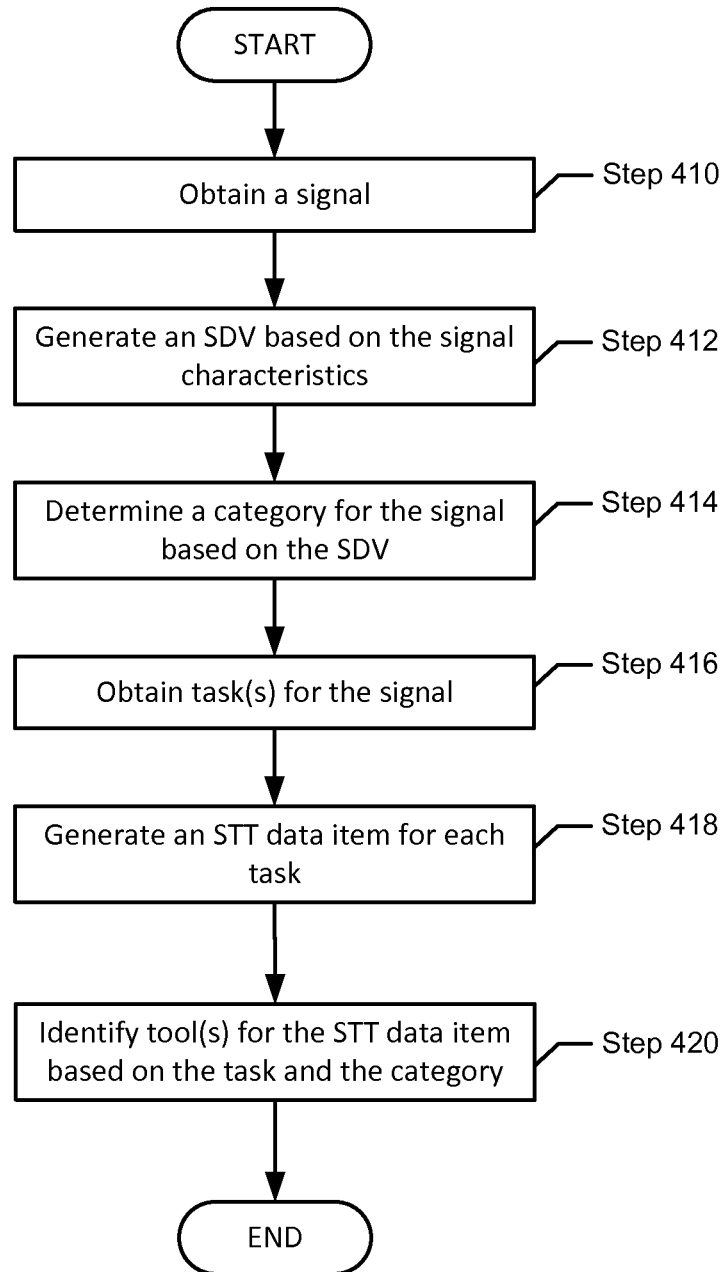 START
Obtain a signal
Step 410
Generate an SDV based on the signal
characteristics
Step 412
Determine a category for the signal
based on the SDV
Step 414
Obtain task(s) for the signal
Step 416
Generate an STT data item for each
task
Step 418
Identify tool(s) for the STT data item
based on the task and the category
Step 420
END